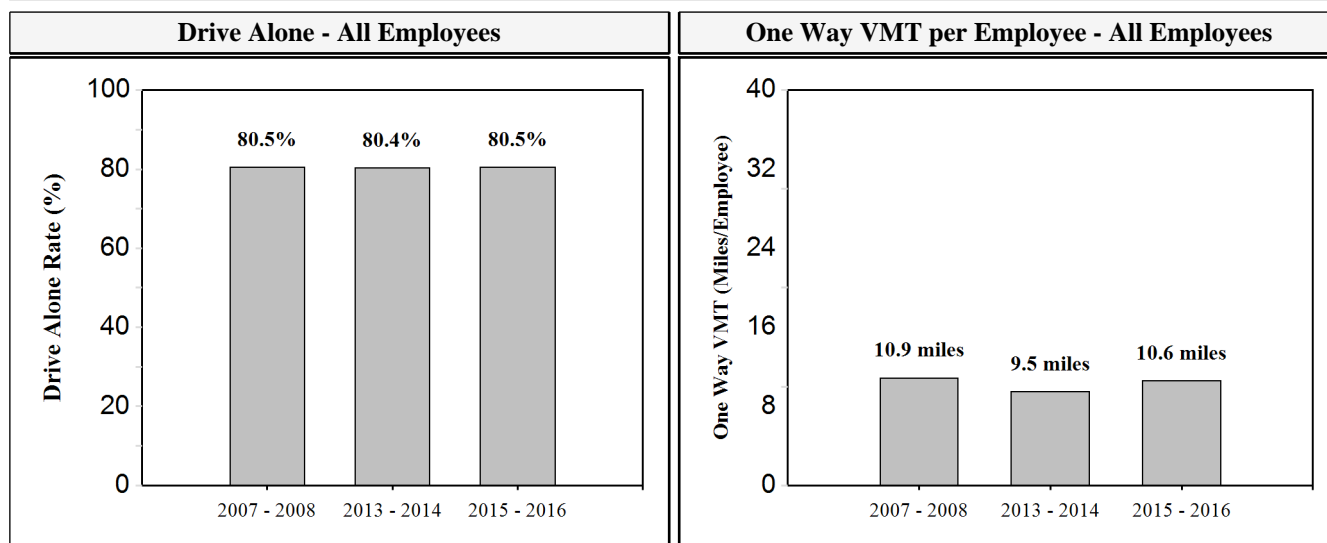 Drive Alone - All Employees
Drive Alone Rate (%)
100
80
60
40
20
0
80.5%
80.4%
80.5%
2007 - 2008
2013 - 2014
2015 - 2016
One Way VMT per Employee - All Employees
One Way VMT (Miles/Employee)
40
32
24
16
8
0
10.9 miles
9.5 miles
10.6 miles
2007 - 2008
2013 - 2014
2015 - 2016